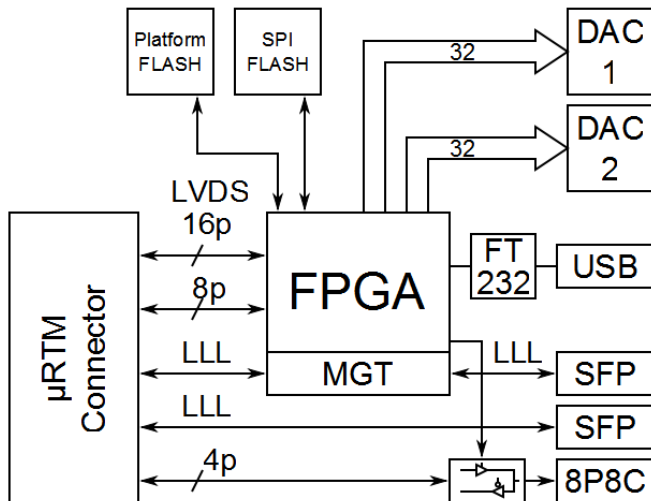 Platform
FLASH
SPI
FLASH
32
DAC
1
32
DAC
2
LVDS
16p
8p
FPGA
FT
232
USB
µRTM
Connector
LLL
MGT
LLL
SFP
LLL
SFP
4p
8P8C